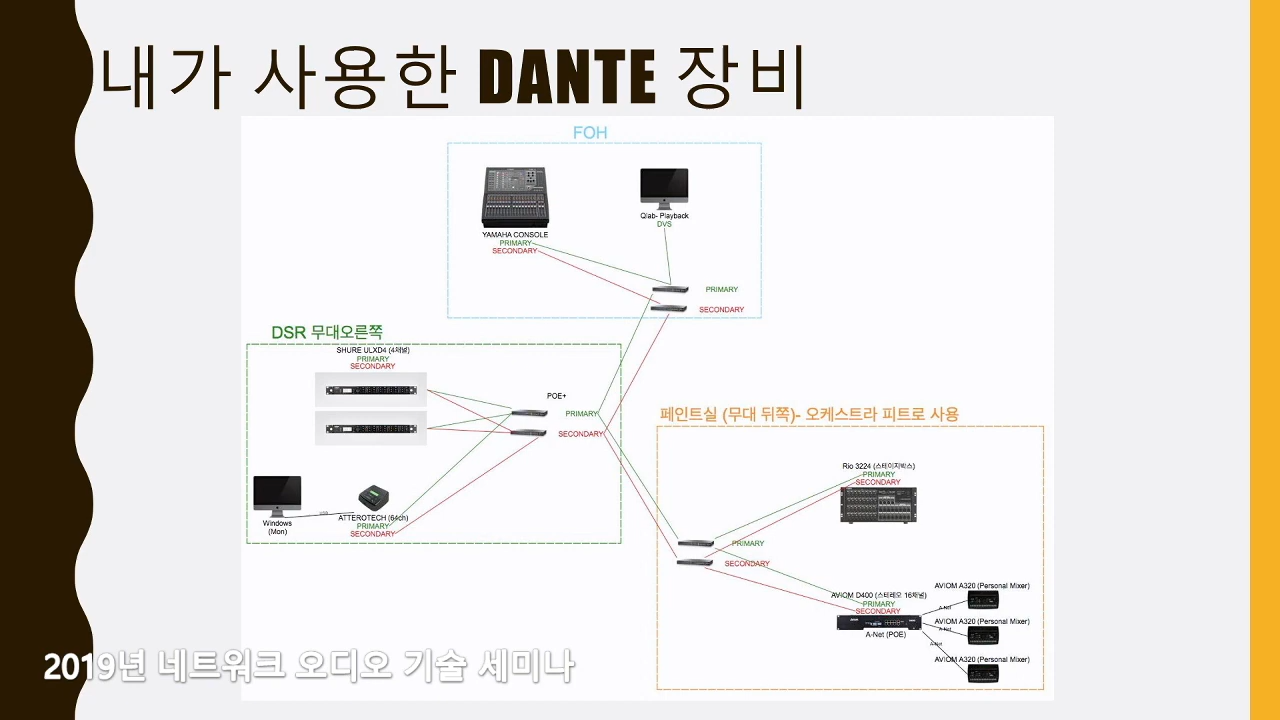 내가 사용한 DANTE 장비
FOH
YAMAHA CONSOLE
PRIMARY
SECONDARY
Qlab- Playback
DVS
PRIMARY
SECONDARY
DSR 무대오른쪽
SHURE ULXD4 (4채널)
PRIMARY
SECONDARY
POE+
PRIMARY
SECONDARY
Windows
(Mon)
ATTEROTECH (64ch)
PRIMARY
SECONDARY
페인트실 (무대 뒤쪽)- 오케스트라 피트로 사용
Rio 3224 (스테이지박스)
PRIMARY
SECONDARY
PRIMARY
SECONDARY
AVIOM D400 (스테레오 16채널)
PRIMARY
SECONDARY
A-Net (POE)
AVIOM A320 (Personal Mixer)
A-Net
AVIOM A320 (Personal Mixer)
A-Net
AVIOM A320 (Personal Mixer)
A-Net
2019년 네트워크 오디오 기술 세미나